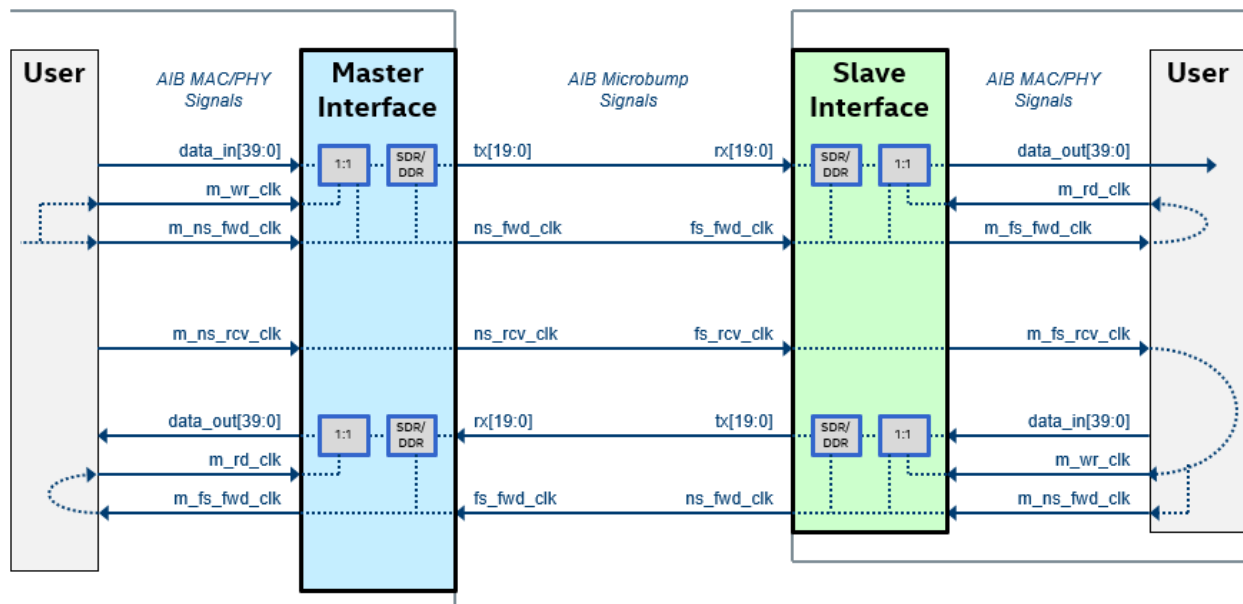 User
AIB MAC/PHY
Signals
Master
Interface
AIB Microbump
Signals
Slave
Interface
AIB MAC/PHY
Signals
User
data_in[39:0]
1:1
SDR/
DDR
tx[19:0]
rx[19:0]
SDR/
DDR
1:1
data_out[39:0]
m_wr_clk
m_rd_clk
m_ns_fwd_clk
ns_fwd_clk
fs_fwd_clk
m_fs_fwd_clk
m_ns_rcv_clk
ns_rcv_clk
fs_rcv_clk
m_fs_rcv_clk
data_out[39:0]
1:1
SDR/
DDR
rx[19:0]
tx[19:0]
SDR/
DDR
1:1
data_in[39:0]
m_rd_clk
m_wr_clk
m_fs_fwd_clk
fs_fwd_clk
ns_fwd_clk
m_ns_fwd_clk